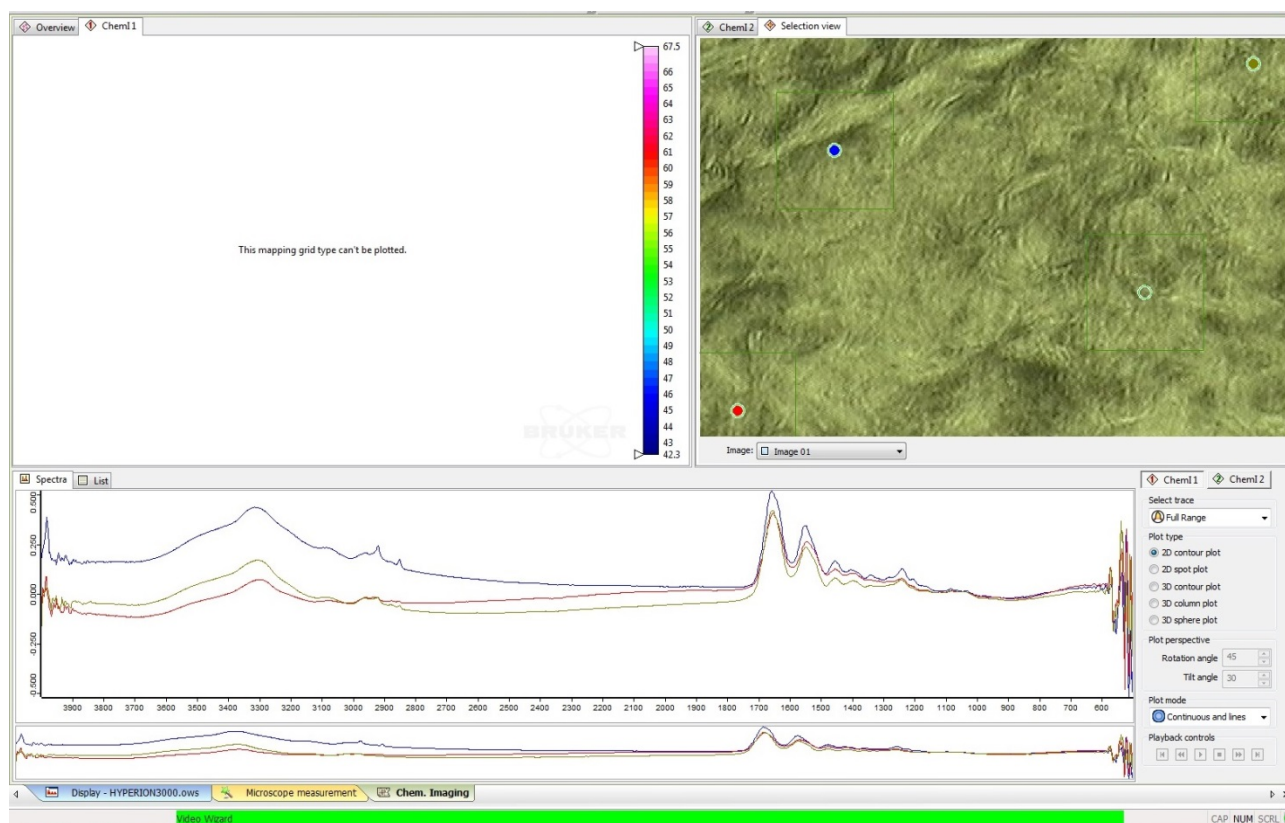 Overview ChemI 1
ChemI 2 Selection view
67.5
66
65
64
63
62
61
60
59
58
57
56
55
54
53
52
51
50
49
48
47
46
45
44
43
42.3
This mapping grid type can't be plotted.
BRUKER
Image: Image 01
Spectra List
ChemI 1 ChemI 2
Select trace
Full Range
Plot type
2D contour plot
2D spot plot
3D contour plot
3D column plot
3D sphere plot
Plot perspective
Rotation angle 45
Tilt angle 30
Plot mode
Continuous and lines
Playback controls
0.500
0.250
0.000
-0.250
-0.500
3900 3800 3700 3600 3500 3400 3300 3200 3100 3000 2900 2800 2700 2600 2500 2400 2300 2200 2100 2000 1900 1800 1700 1600 1500 1400 1300 1200 1100 1000 900 800 700 600
Display - HYPERION3000.ows Microscope measurement Chem. Imaging
Video Wizard
CAP NUM SCRL